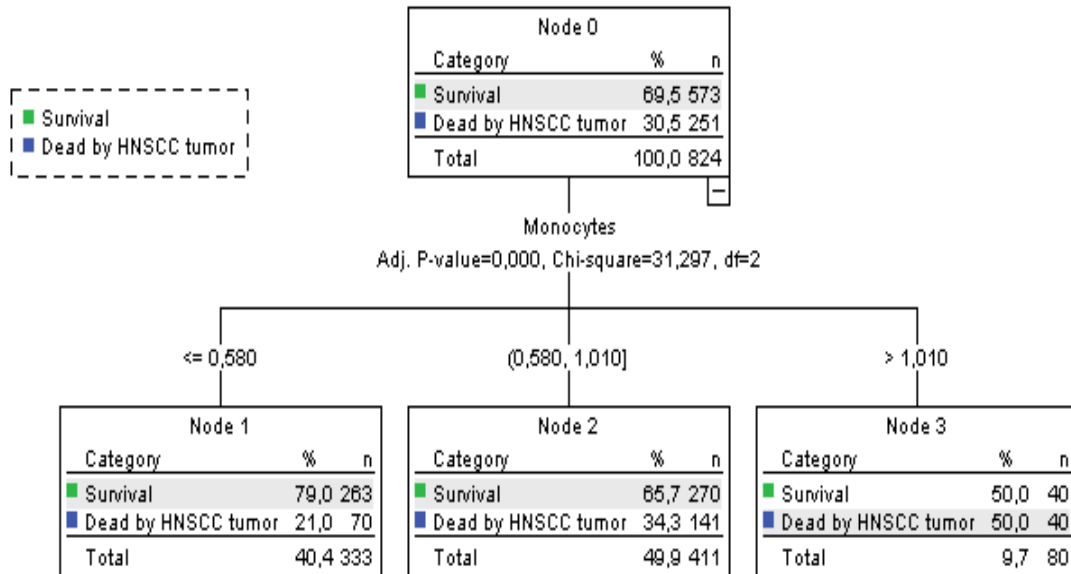 Node 0
Category % n
Survival 69,5 573
Dead by HNSCC tumor 30,5 251
Total 100,0 824
Survival
Dead by HNSCC tumor
Monocytes
Adj. P-value=0,000, Chi-square=31,297, df=2
<= 0,580
(0,580, 1,010]
> 1,010
Node 1
Category % n
Survival 79,0 263
Dead by HNSCC tumor 21,0 70
Total 40,4 333
Node 2
Category % n
Survival 65,7 270
Dead by HNSCC tumor 34,3 141
Total 49,9 411
Node 3
Category % n
Survival 50,0 40
Dead by HNSCC tumor 50,0 40
Total 9,7 80